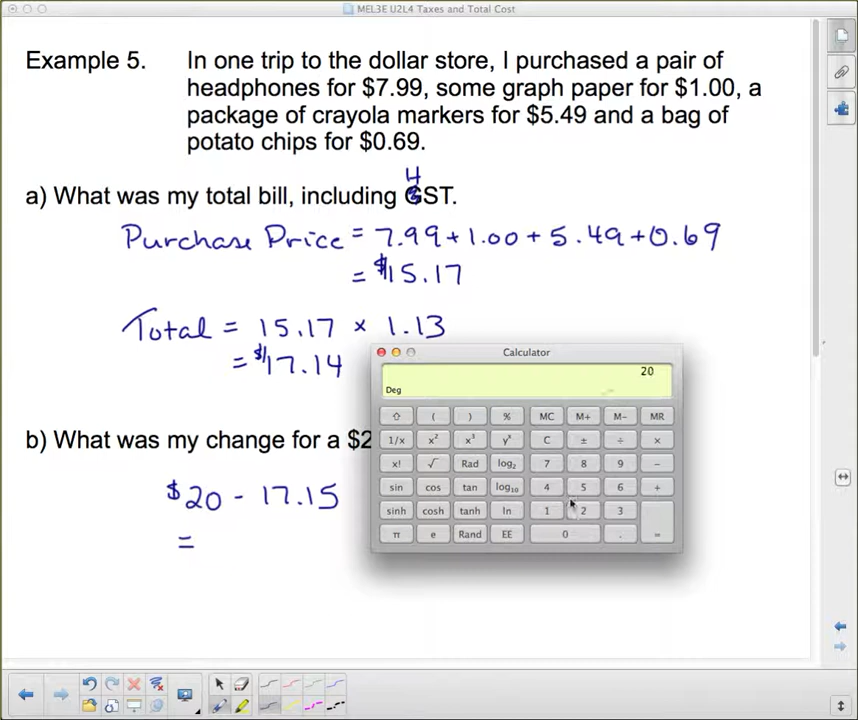 MEL3E U2L4 Taxes and Total Cost
Example 5. In one trip to the dollar store, I purchased a pair of
headphones for $7.99, some graph paper for $1.00, a
package of crayola markers for $5.49 and a bag of
potato chips for $0.69.
a) What was my total bill, including GST.
H
Purchase Price = 7.99+1.00+5.49+0.69
= $15.17
Total = 15.17 x 1.13
= $17.14
Calculator
20
Deg
( ) % MC M+ M- MR
b) What was my change for a $2
1/x x² x³ yˣ C ± ÷ ×
x! √ Rad log₂ 7 8 9 −
sin cos tan log₁₀ 4 5 6 +
$20 - 17.15
sinh cosh tanh ln 1 2 3
π e Rand EE 0 . =
=